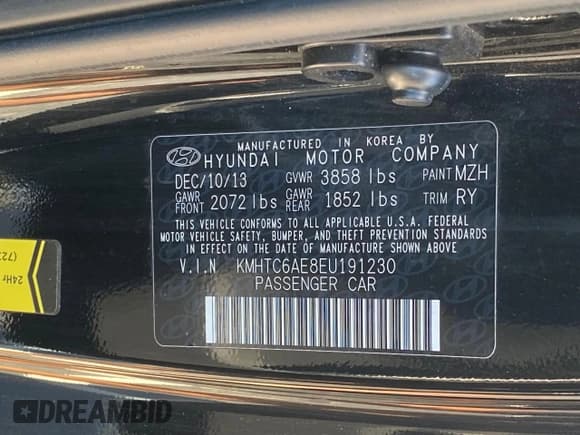 MANUFACTURED IN KOREA BY
HYUNDAI MOTOR COMPANY
DEC/10/13 GVWR 3858 lbs PAINT MZH
GAWR FRONT 2072 lbs GAWR REAR 1852 lbs TRIM RY
THIS VEHICLE CONFORMS TO ALL APPLICABLE U.S.A. FEDERAL
MOTOR VEHICLE SAFETY, BUMPER, AND THEFT PREVENTION STANDARDS
IN EFFECT ON THE DATE OF MANUFACTURE SHOWN ABOVE
V.I.N KMHTC6AE8EU191230
PASSENGER CAR
24Hr
DREAMBID